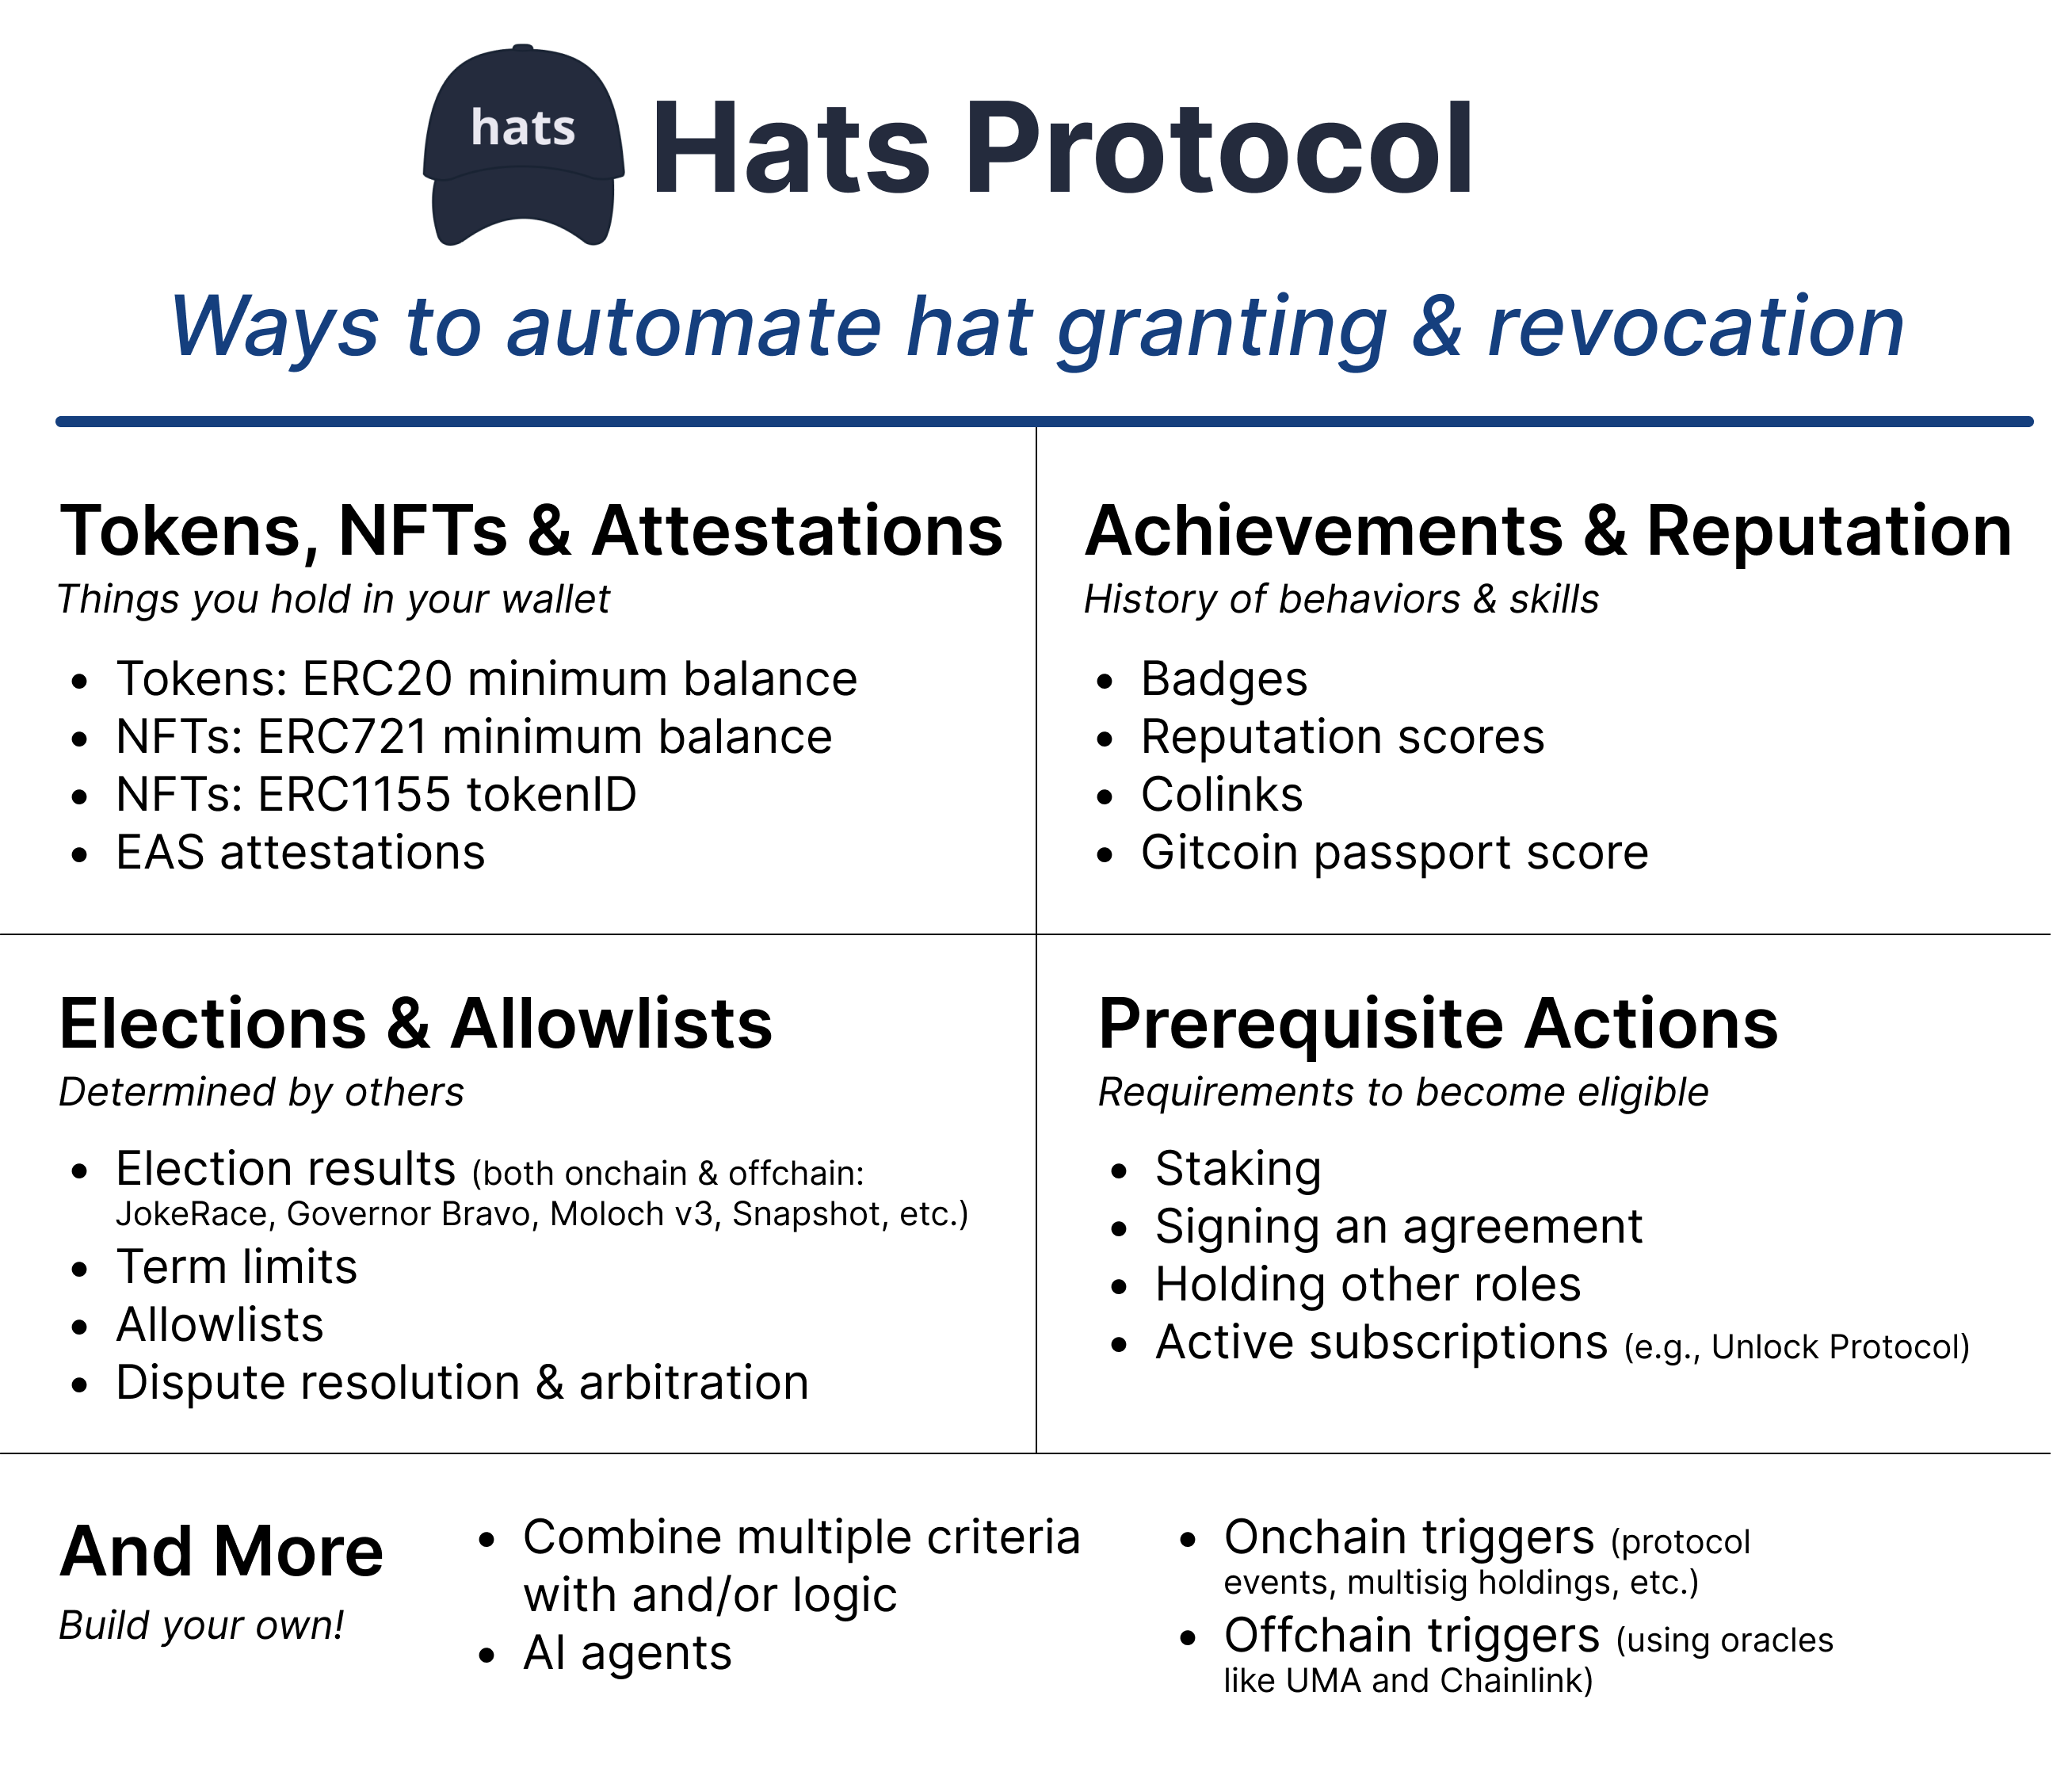 hats
Hats Protocol
Ways to automate hat granting & revocation
Tokens, NFTs & Attestations
Things you hold in your wallet
• Tokens: ERC20 minimum balance
• NFTs: ERC721 minimum balance
• NFTs: ERC1155 tokenID
• EAS attestations
Achievements & Reputation
History of behaviors & skills
• Badges
• Reputation scores
• Colinks
• Gitcoin passport score
Elections & Allowlists
Determined by others
• Election results (both onchain & offchain:
JokeRace, Governor Bravo, Moloch v3, Snapshot, etc.)
• Term limits
• Allowlists
• Dispute resolution & arbitration
Prerequisite Actions
Requirements to become eligible
• Staking
• Signing an agreement
• Holding other roles
• Active subscriptions (e.g., Unlock Protocol)
And More
Build your own!
• Combine multiple criteria
with and/or logic
• AI agents
• Onchain triggers (protocol
events, multisig holdings, etc.)
• Offchain triggers (using oracles
like UMA and Chainlink)